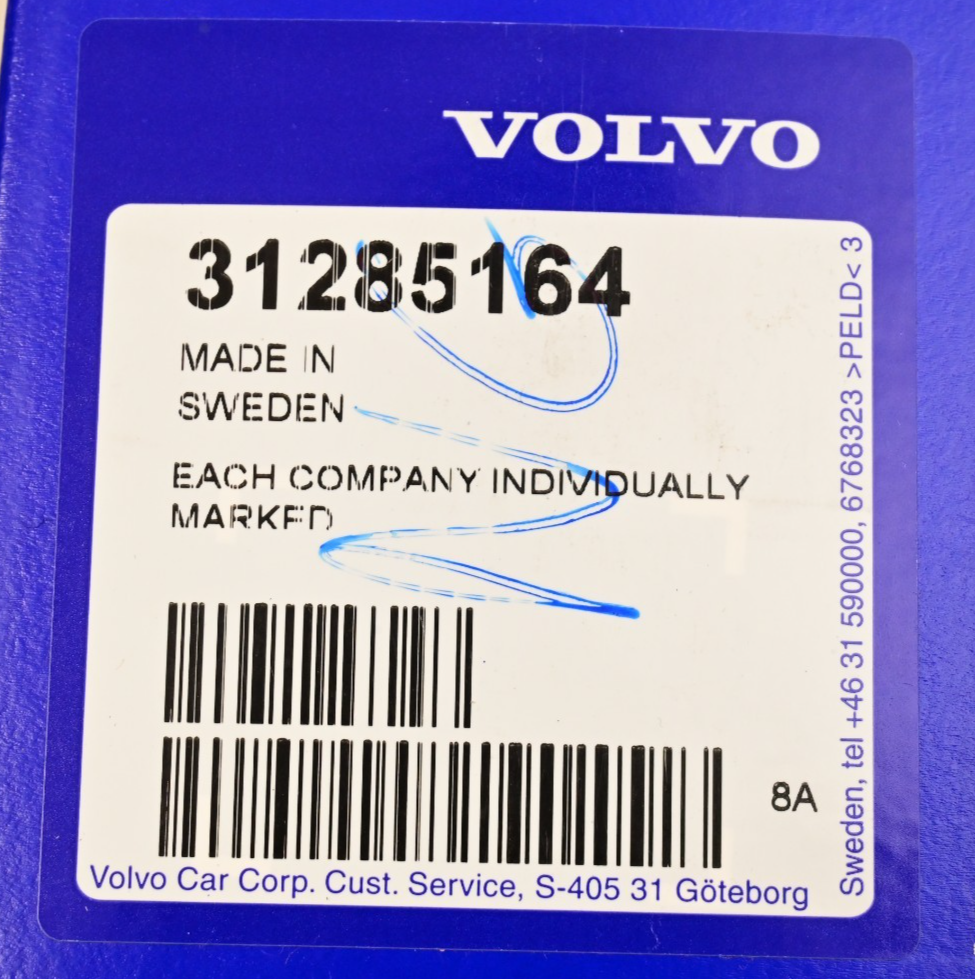 VOLVO
31285164
MADE IN
SWEDEN
EACH COMPANY INDIVIDUALLY
MARKED
8A
Volvo Car Corp. Cust. Service, S-405 31 Göteborg
Sweden, tel +46 31 590000, 6768323 >PELD< 3